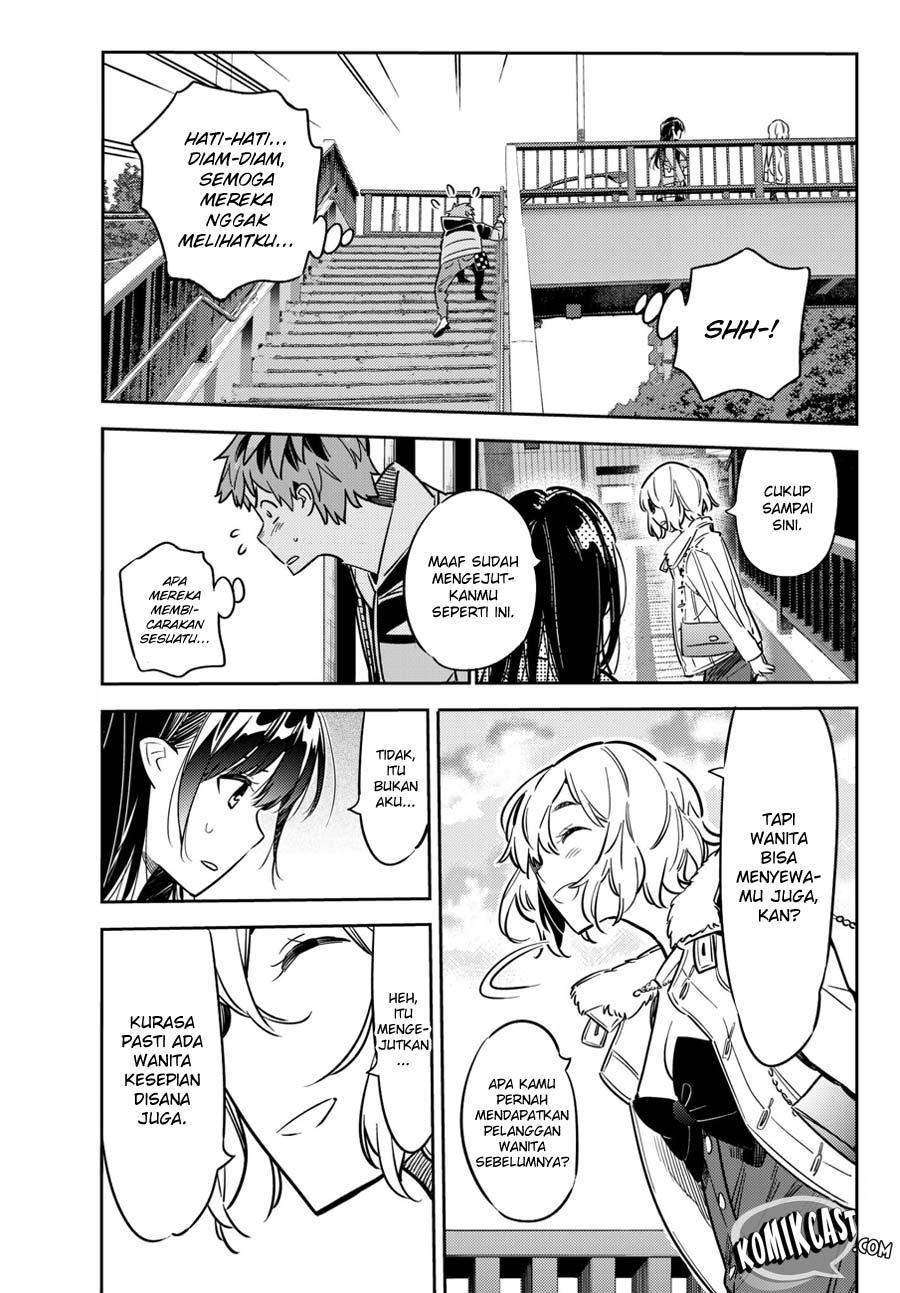 HATI-HATI...
DIAM-DIAM,
SEMOGA
MEREKA
NGGAK
MELIHATKU...
SHH-!
CUKUP
SAMPAI
SINI.
MAAF SUDAH
MENGEJUT-
KANMU
SEPERTI INI.
APA
MEREKA
MEMBI-
CARAKAN
SESUATU...
TAPI
WANITA
BISA
MENYEWA-
MU JUGA,
KAN?
APA KAMU
PERNAH
MENDAPATKAN
PELANGGAN
WANITA
SEBELUMNYA?
TIDAK,
ITU
BUKAN
AKU...
HEH,
ITU
MENGE-
JUTKAN
...
KURASA
PASTI ADA
WANITA
KESEPIAN
DISANA
JUGA.
KOMIKCAST.COM